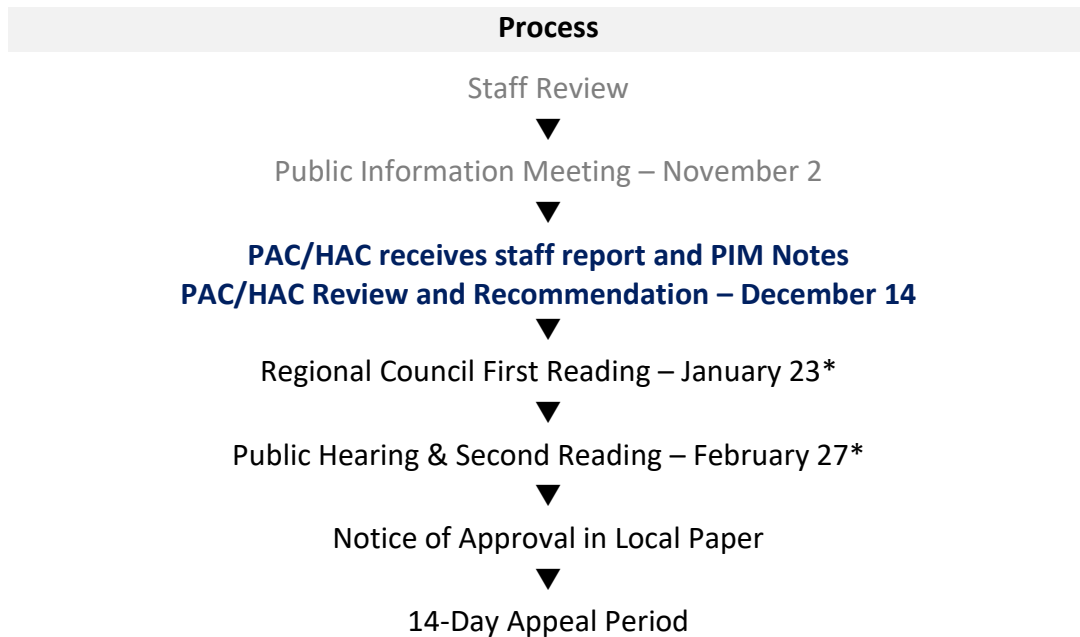 Process
Staff Review
Public Information Meeting – November 2
PAC/HAC receives staff report and PIM Notes
PAC/HAC Review and Recommendation – December 14
Regional Council First Reading – January 23*
Public Hearing & Second Reading – February 27*
Notice of Approval in Local Paper
14-Day Appeal Period